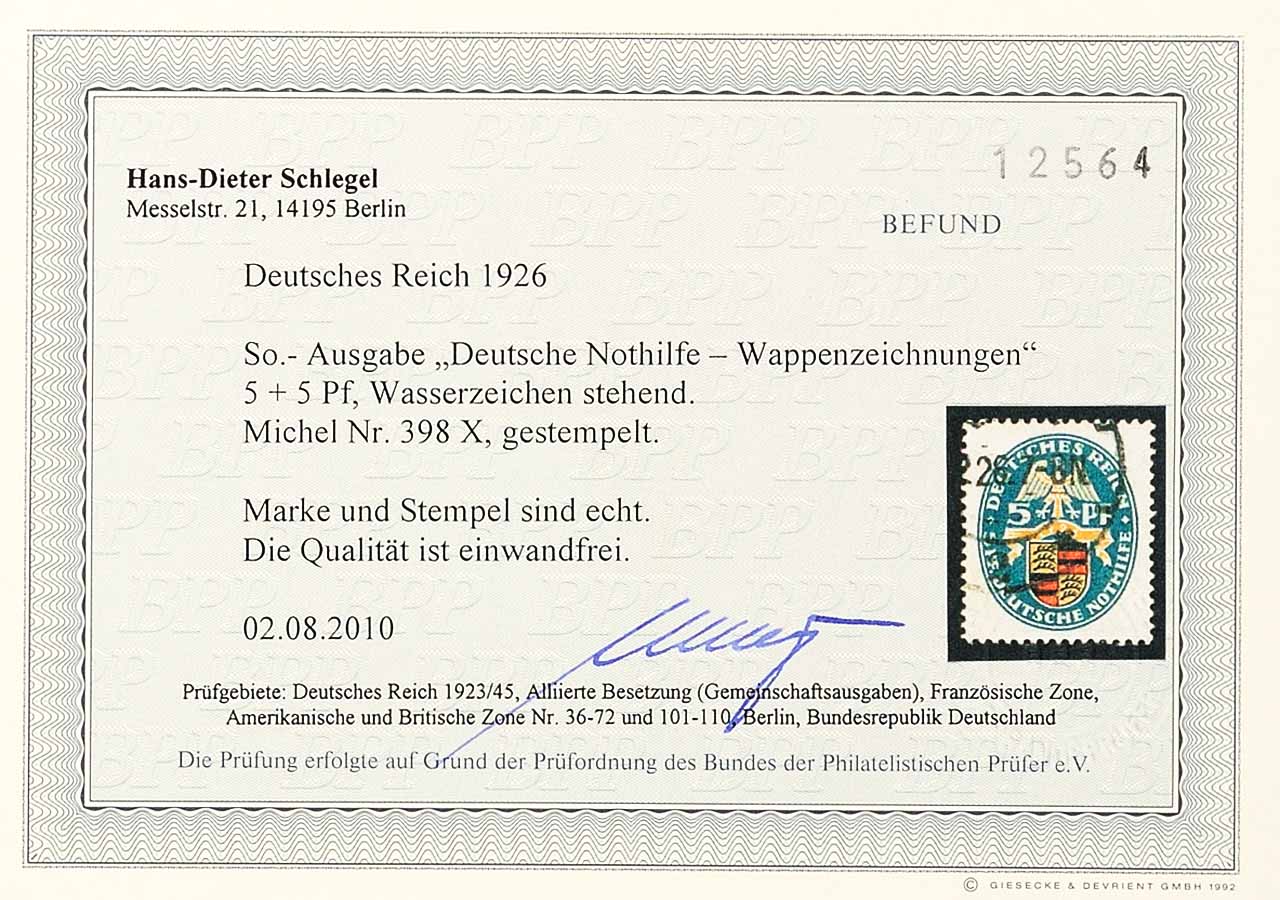 12564
Hans-Dieter Schlegel
Messelstr. 21, 14195 Berlin
BEFUND
Deutsches Reich 1926
So.- Ausgabe „Deutsche Nothilfe – Wappenzeichnungen“
5 + 5 Pf, Wasserzeichen stehend.
Michel Nr. 398 X, gestempelt.
Marke und Stempel sind echt.
Die Qualität ist einwandfrei.
02.08.2010
DEUTSCHES REICH
5 Pf
DEUTSCHE NOTHILFE
Prüfgebiete: Deutsches Reich 1923/45, Alliierte Besetzung (Gemeinschaftsausgaben), Französische Zone,
Amerikanische und Britische Zone Nr. 36-72 und 101-110, Berlin, Bundesrepublik Deutschland
Die Prüfung erfolgte auf Grund der Prüfordnung des Bundes der Philatelistischen Prüfer e.V.
© GIESECKE & DEVRIENT GMBH 1992